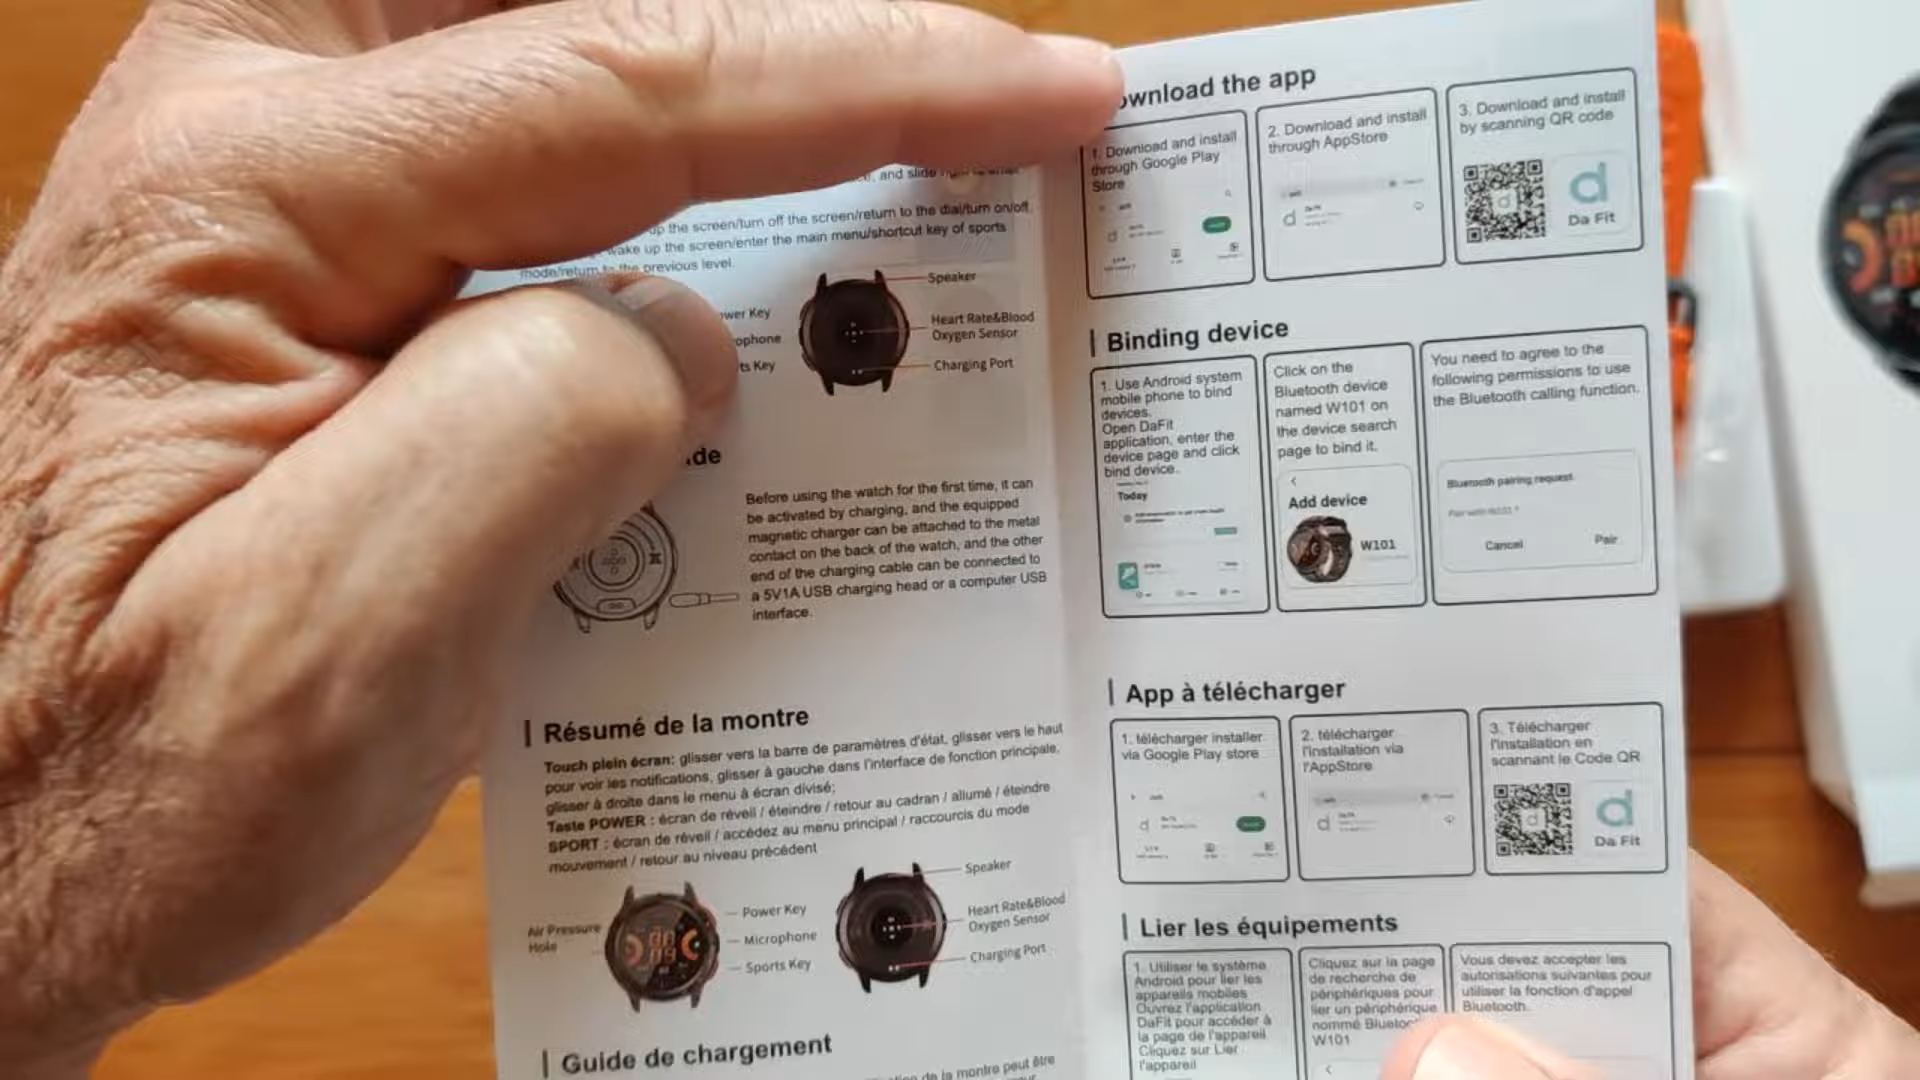 and slide
up the screen/turn off the screen/return to the dial/turn on/off.
wake up the screen/enter the main menu/shortcut key of sports
mode/return to the previous level.
Speaker
Heart Rate&Blood
Oxygen Sensor
Charging Port
wer Key
ophone
ts Key
de
Before using the watch for the first time, it can
be activated by charging, and the equipped
magnetic charger can be attached to the metal
contact on the back of the watch, and the other
end of the charging cable can be connected to
a 5V1A USB charging head or a computer USB
interface.
Résumé de la montre
Touch plein écran: glisser vers la barre de paramètres d'état, glisser vers le haut
pour voir les notifications, glisser à gauche dans l'interface de fonction principale,
glisser à droite dans le menu à écran divisé;
Taste POWER : écran de réveil / éteindre / retour au cadran / allumé / éteindre
SPORT : écran de réveil / accédez au menu principal / raccourcis du mode
mouvement / retour au niveau précédent
Air Pressure
Hole
Power Key
Microphone
Sports Key
Speaker
Heart Rate&Blood
Oxygen Sensor
Charging Port
Guide de chargement
de la montre peut être
ownload the app
1. Download and install
through Google Play
Store
2. Download and install
through AppStore
3. Download and install
by scanning QR code
d
Da Fit
Binding device
1. Use Android system
mobile phone to bind
devices.
Open DaFit
application, enter the
device page and click
bind device.
Today
Click on the
Bluetooth device
named W101 on
the device search
page to bind it.
Add device
W101
You need to agree to the
following permissions to use
the Bluetooth calling function.
Bluetooth pairing request
Pair with W101 ?
Cancel
Pair
App à télécharger
1. télécharger installer
via Google Play store
2. télécharger
l'installation via
l'AppStore
3. Télécharger
l'installation en
scannant le Code QR
d
Da Fit
Lier les équipements
1. Utiliser le système
Android pour lier les
appareils mobiles
Ouvrez l'application
DaFit pour accéder à
la page de l'appareil
Cliquez sur Lier
l'appareil
Cliquez sur la page
de recherche de
périphériques pour
lier un périphérique
nommé Bluetoo
W101
Vous devez accepter les
autorisations suivantes pour
utiliser la fonction d'appel
Bluetooth.